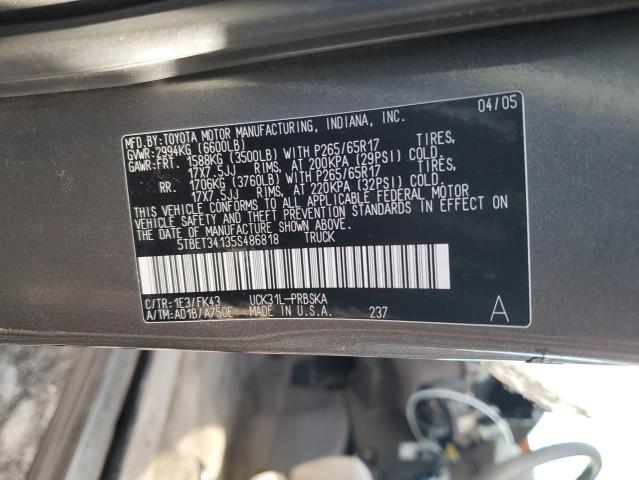 MFD.BY:TOYOTA MOTOR MANUFACTURING, INDIANA, INC. 04/05
GVWR:2994KG (6600LB)
GAWR:FRT. 1588KG (3500LB) WITH P265/65R17 TIRES,
17X7.5JJ RIMS, AT 200KPA (29PSI) COLD
RR. 1706KG (3760LB) WITH P265/65R17 TIRES,
17X7.5JJ RIMS, AT 220KPA (32PSI) COLD.
THIS VEHICLE CONFORMS TO ALL APPLICABLE FEDERAL MOTOR
VEHICLE SAFETY AND THEFT PREVENTION STANDARDS IN EFFECT
ON THE DATE OF MANUFACTURE SHOWN ABOVE.
5TBET34135S486818 TRUCK
C/TR:1E3/FK43 UCK31L-PRBSKA
A/TM:A01B/A750E MADE IN U.S.A. 237 A